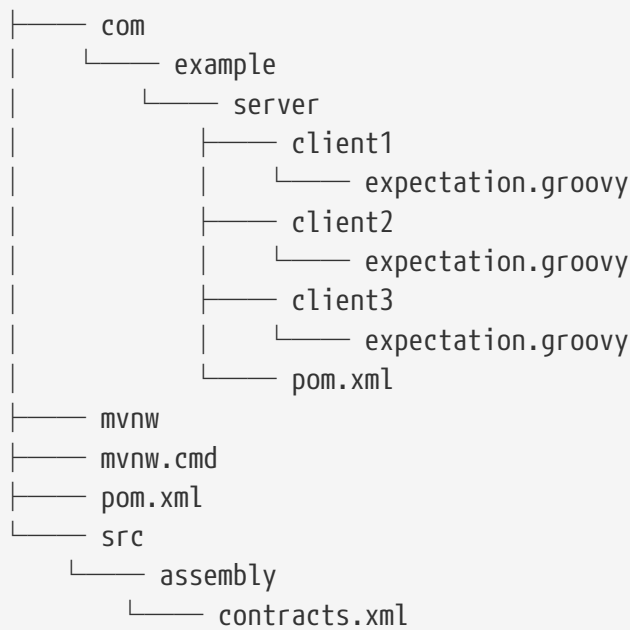 ├── com
│   └── example
│       └── server
│           ├── client1
│           │   └── expectation.groovy
│           ├── client2
│           │   └── expectation.groovy
│           ├── client3
│           │   └── expectation.groovy
│           └── pom.xml
├── mvnw
├── mvnw.cmd
├── pom.xml
└── src
    └── assembly
        └── contracts.xml